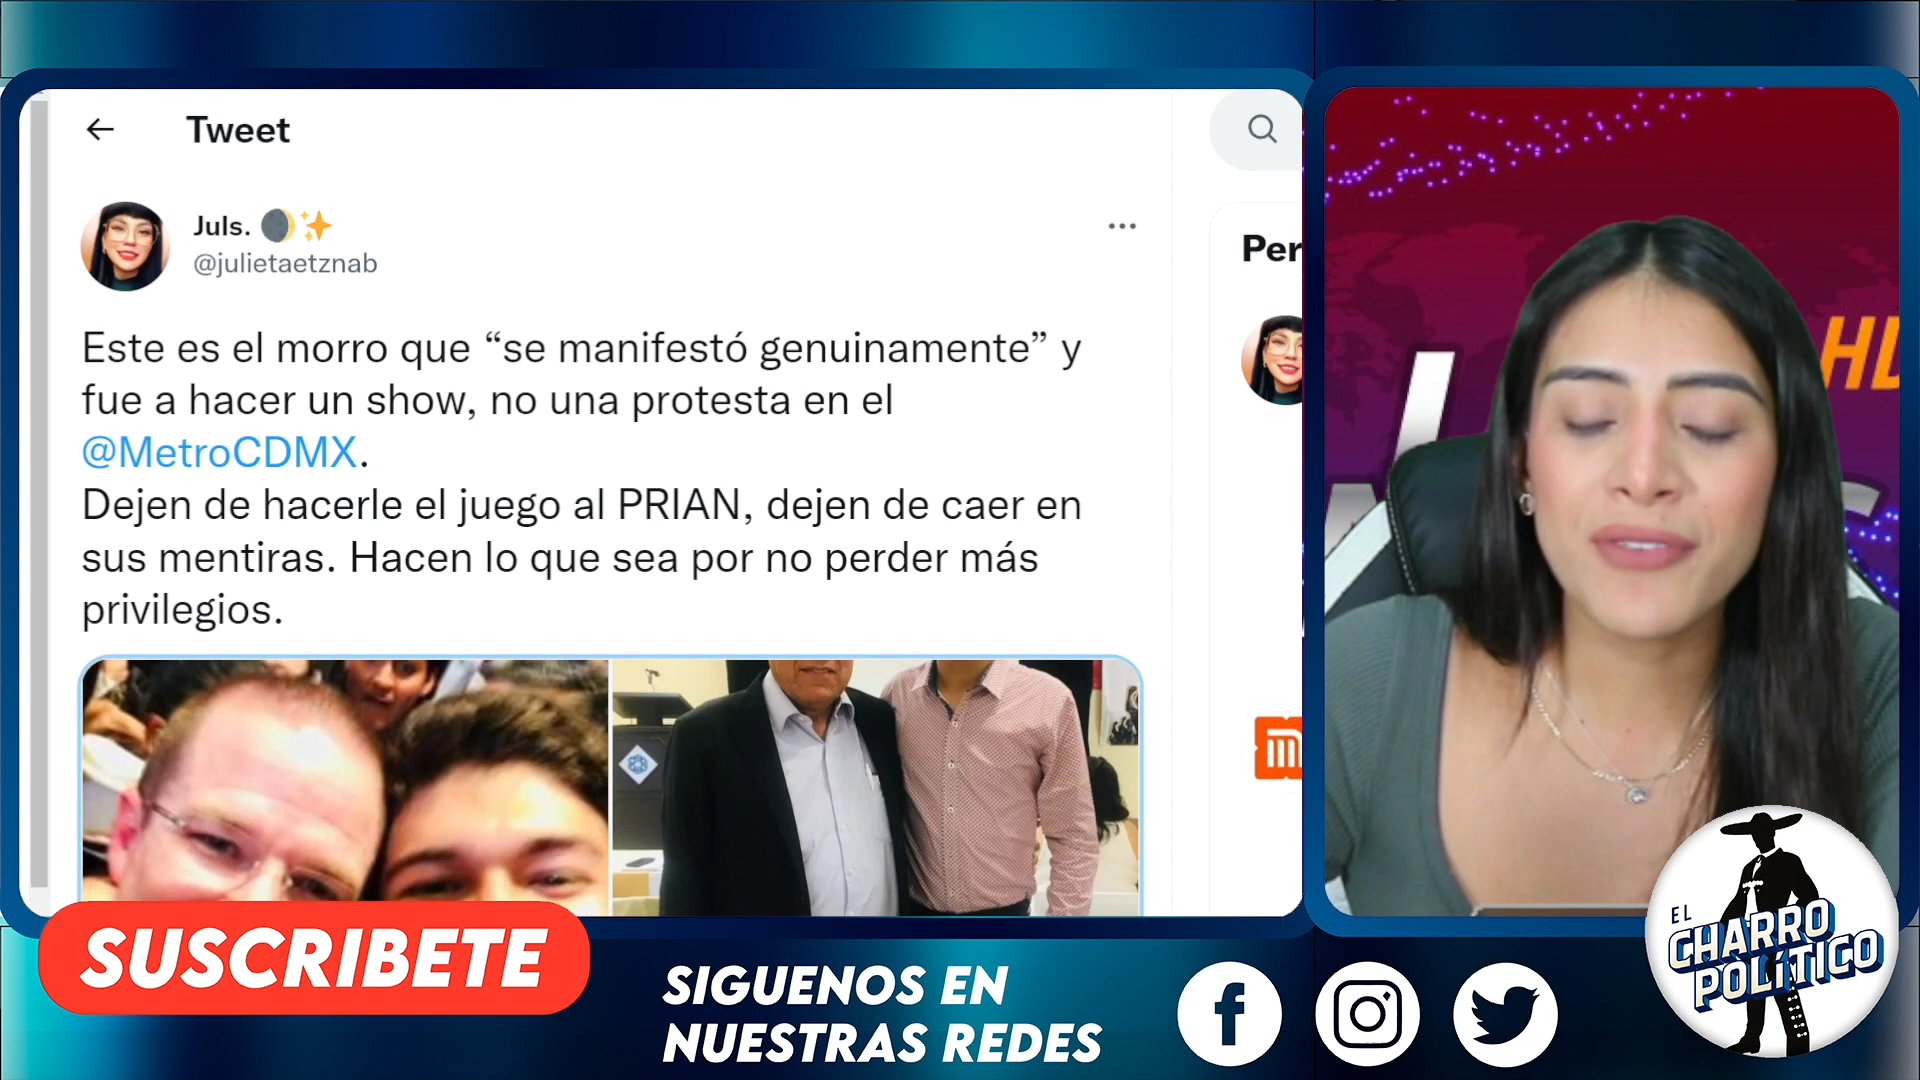 Tweet
Juls.
@julietaetznab
Este es el morro que “se manifestó genuinamente” y
fue a hacer un show, no una protesta en el
@MetroCDMX.
Dejen de hacerle el juego al PRIAN, dejen de caer en
sus mentiras. Hacen lo que sea por no perder más
privilegios.
Per
SUSCRIBETE
SIGUENOS EN
NUESTRAS REDES
EL
CHARRO
POLÍTICO